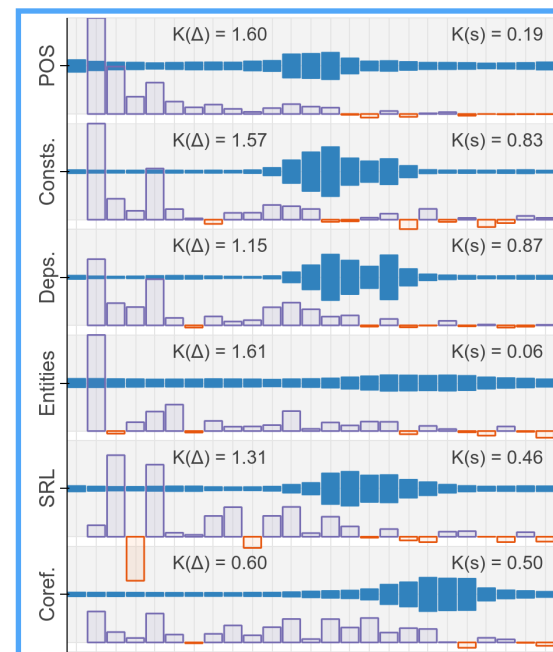 POS K(Δ) = 1.60 K(s) = 0.19
Consts. K(Δ) = 1.57 K(s) = 0.83
Deps. K(Δ) = 1.15 K(s) = 0.87
Entities K(Δ) = 1.61 K(s) = 0.06
SRL K(Δ) = 1.31 K(s) = 0.46
Coref. K(Δ) = 0.60 K(s) = 0.50